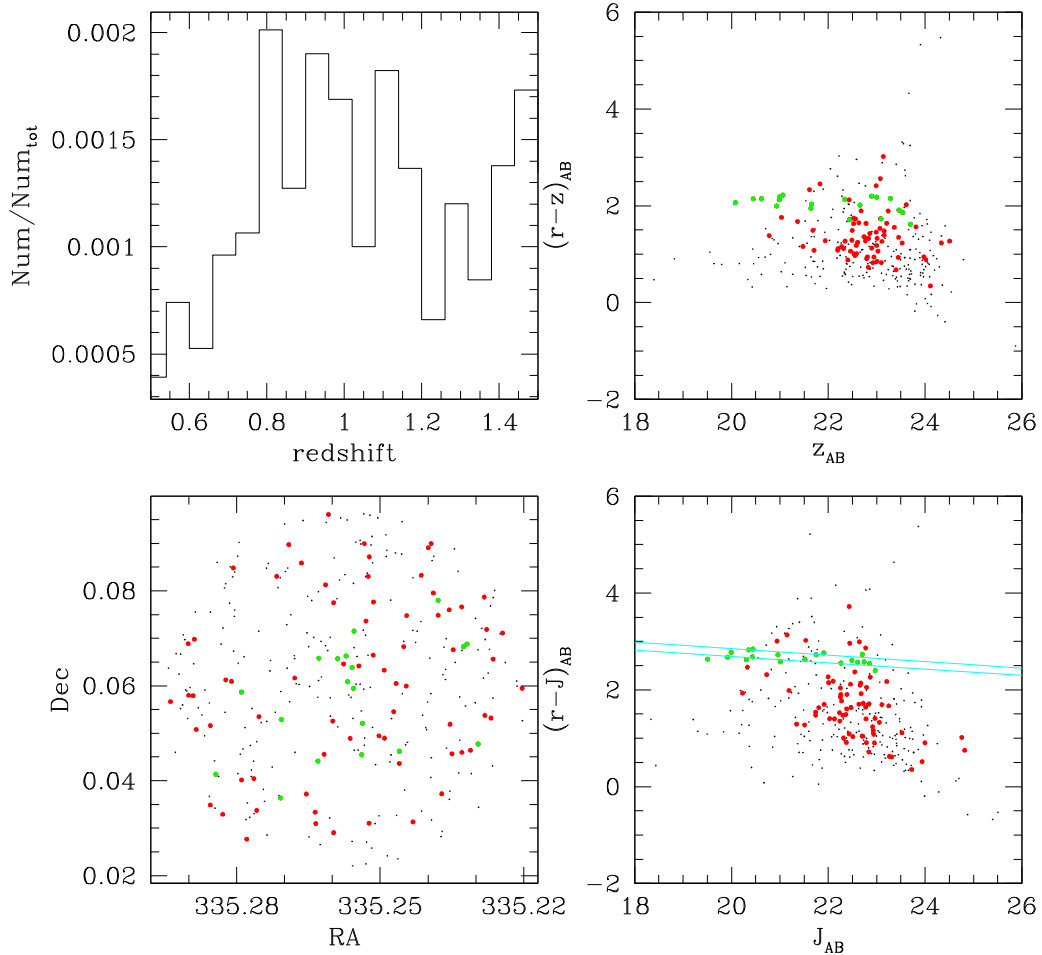 0.002
0.0015
0.001
0.0005
Num/Num_tot
0.6 0.8 1 1.2 1.4
redshift
6
4
2
0
−2
(r−z)_AB
18 20 22 24 26
z_AB
0.08
0.06
0.04
0.02
Dec
335.28 335.25 335.22
RA
6
4
2
0
−2
(r−J)_AB
18 20 22 24 26
J_AB